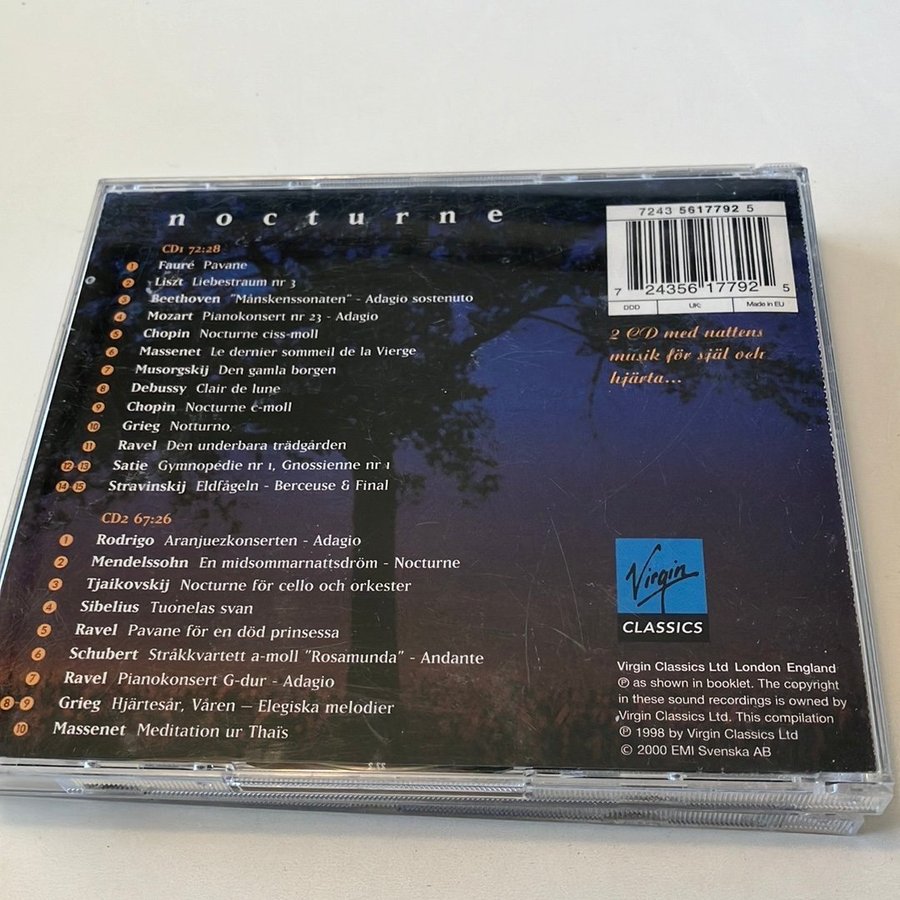 nocturne
CD1 72:28
1 Fauré Pavane
2 Liszt Liebestraum nr 3
3 Beethoven "Månskenssonaten" - Adagio sostenuto
4 Mozart Pianokonsert nr 23 - Adagio
5 Chopin Nocturne ciss-moll
6 Massenet Le dernier sommeil de la Vierge
7 Musorgskij Den gamla borgen
8 Debussy Clair de lune
9 Chopin Nocturne c-moll
10 Grieg Notturno
11 Ravel Den underbara trädgården
12-13 Satie Gymnopédie nr 1, Gnossienne nr 1
14-15 Stravinskij Eldfågeln - Berceuse & Final
CD2 67:26
1 Rodrigo Aranjuezkonserten - Adagio
2 Mendelssohn En midsommarnattsdröm - Nocturne
3 Tjaikovskij Nocturne för cello och orkester
4 Sibelius Tuonelas svan
5 Ravel Pavane för en död prinsessa
6 Schubert Stråkkvartett a-moll "Rosamunda" - Andante
7 Ravel Pianokonsert G-dur - Adagio
8-9 Grieg Hjärtesår, Våren – Elegiska melodier
10 Massenet Meditation ur Thaïs
7243 5617792 5
7 24356 17792 5
DDD UK: Made in EU
2 CD med nattens
musik för själ och
hjärta...
Virgin
CLASSICS
Virgin Classics Ltd London England
℗ as shown in booklet. The copyright
in these sound recordings is owned by
Virgin Classics Ltd. This compilation
℗ 1998 by Virgin Classics Ltd
© 2000 EMI Svenska AB